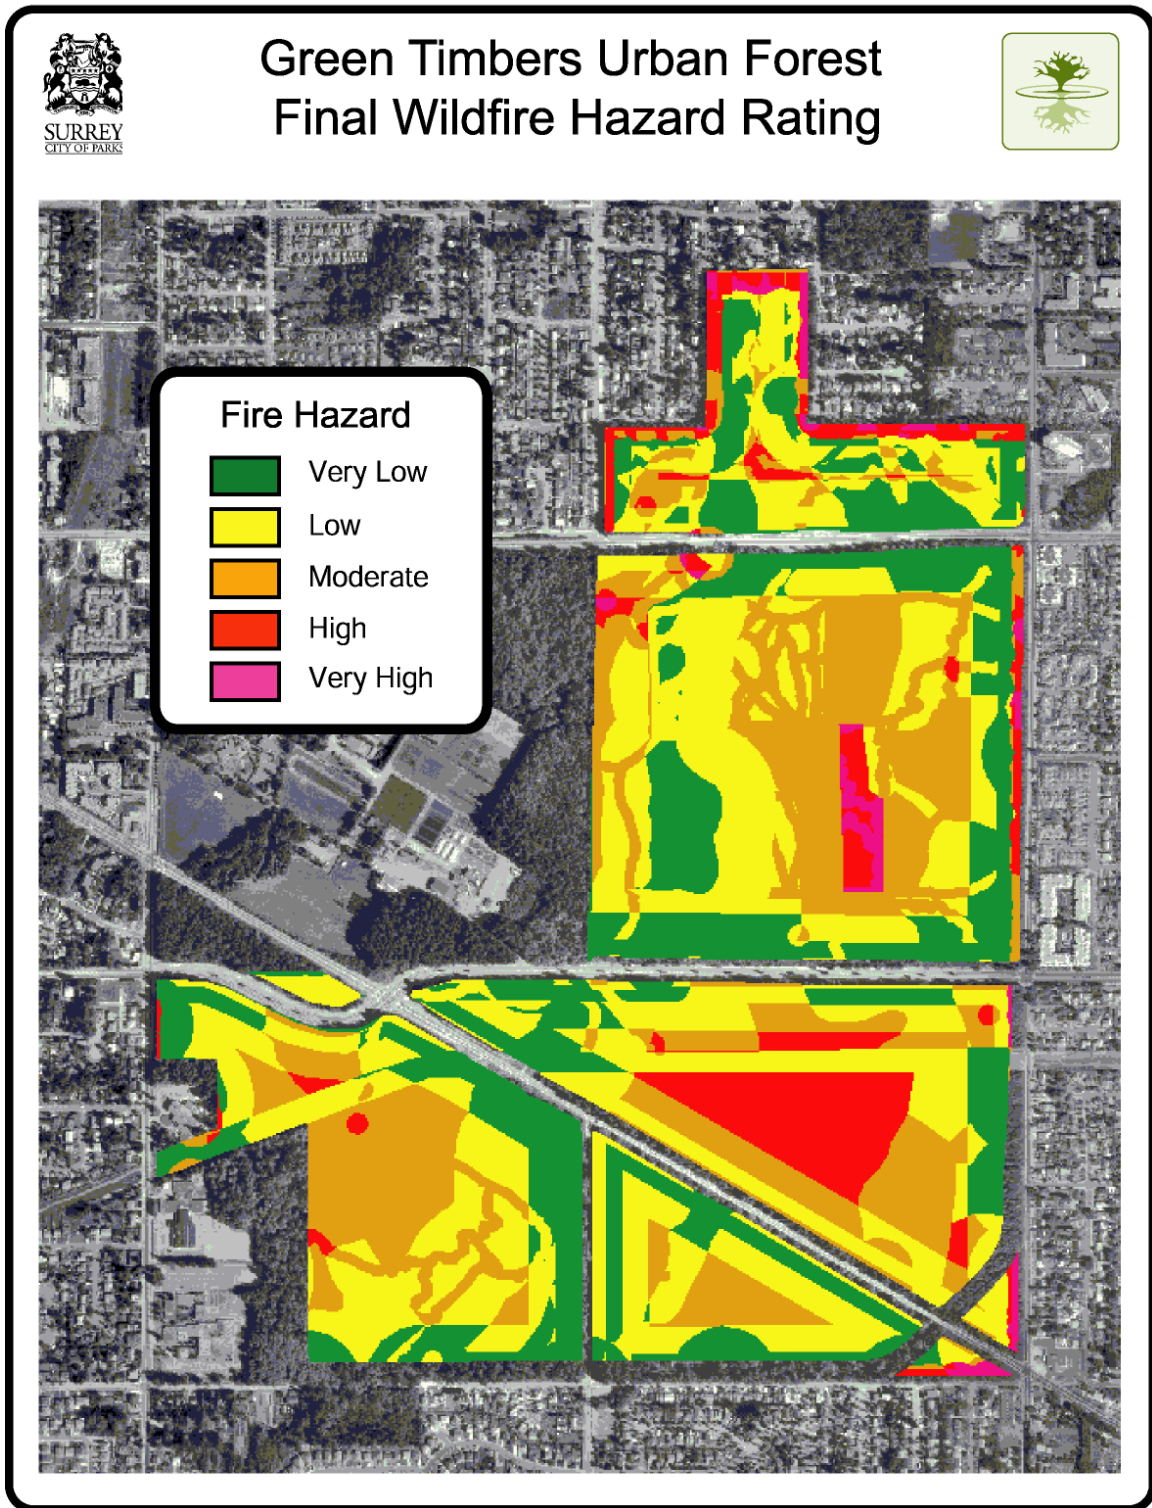 Green Timbers Urban Forest
Final Wildfire Hazard Rating
SURREY
CITY OF PARKS
Fire Hazard
Very Low
Low
Moderate
High
Very High